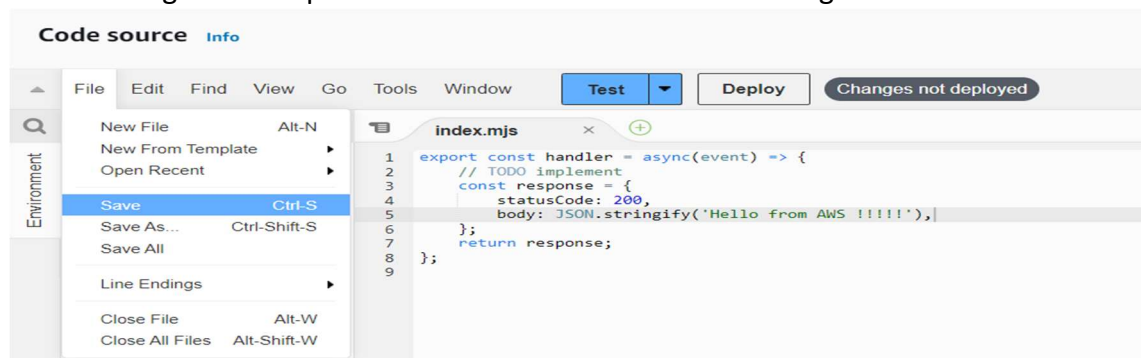 Code source Info
File Edit Find View Go Tools Window Test Deploy Changes not deployed
Environment
New File Alt-N
New From Template
Open Recent
Save Ctrl-S
Save As... Ctrl-Shift-S
Save All
Line Endings
Close File Alt-W
Close All Files Alt-Shift-W
index.mjs
1 export const handler = async(event) => {
2 // TODO implement
3 const response = {
4 statusCode: 200,
5 body: JSON.stringify('Hello from AWS !!!!!'),
6 };
7 return response;
8 };
9